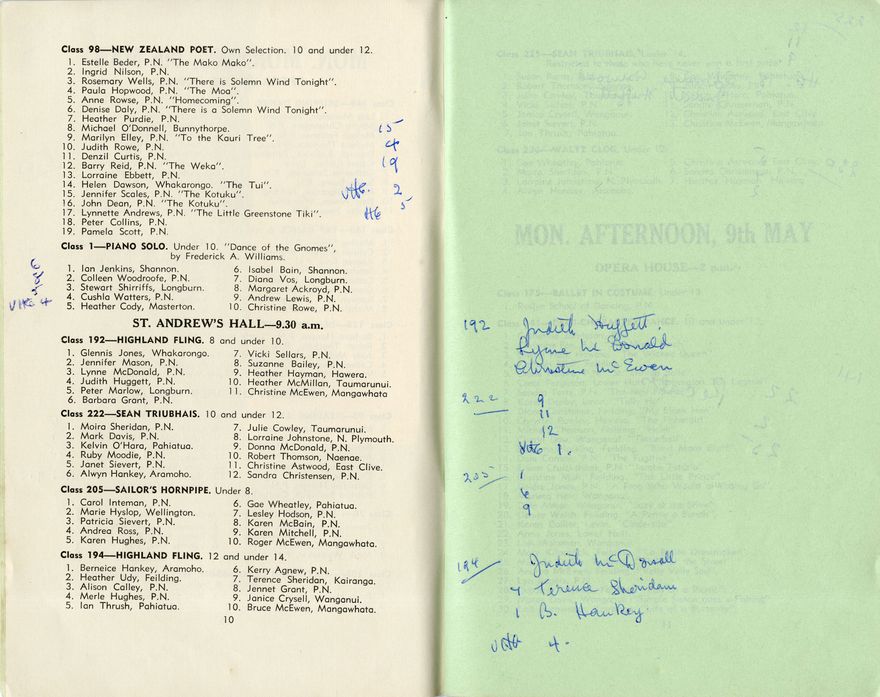 Class 98—NEW ZEALAND POET. Own Selection. 10 and under 12.
1. Estelle Beder, P.N. "The Mako Mako".
2. Ingrid Nilson, P.N.
3. Rosemary Wells, P.N. "There is Solemn Wind Tonight".
4. Paula Hopwood, P.N. "The Moa".
5. Anne Rowse, P.N. "Homecoming".
6. Denise Daly, P.N. "There is a Solemn Wind Tonight".
7. Heather Purdie, P.N.
8. Michael O'Donnell, Bunnythorpe.
9. Marilyn Elley, P.N. "To the Kauri Tree".
10. Judith Rowe, P.N.
11. Denzil Curtis, P.N.
12. Barry Reid, P.N. "The Weka".
13. Lorraine Ebbett, P.N.
14. Helen Dawson, Whakarongo. "The Tui".
15. Jennifer Scales, P.N. "The Kotuku".
16. John Dean, P.N. "The Kotuku".
17. Lynnette Andrews, P.N. "The Little Greenstone Tiki".
18. Peter Collins, P.N.
19. Pamela Scott, P.N.
15
4
19
VHC. 2
HC 5
Class 1—PIANO SOLO. Under 10. "Dance of the Gnomes",
by Frederick A. Williams.
1. Ian Jenkins, Shannon.
2. Colleen Woodroofe, P.N.
3. Stewart Shirriffs, Longburn.
4. Cushla Watters, P.N.
5. Heather Cody, Masterton.
6. Isabel Bain, Shannon.
7. Diana Vos, Longburn.
8. Margaret Ackroyd, P.N.
9. Andrew Lewis, P.N.
10. Christine Rowe, P.N.
VHC 4
ST. ANDREW'S HALL—9.30 a.m.
Class 192—HIGHLAND FLING. 8 and under 10.
1. Glennis Jones, Whakarongo.
2. Jennifer Mason, P.N.
3. Lynne McDonald, P.N.
4. Judith Huggett, P.N.
5. Peter Marlow, Longburn.
6. Barbara Grant, P.N.
7. Vicki Sellars, P.N.
8. Suzanne Bailey, P.N.
9. Heather Hayman, Hawera.
10. Heather McMillan, Taumarunui.
11. Christine McEwen, Mangawhata
Class 222—SEAN TRIUBHAIS. 10 and under 12.
1. Moira Sheridan, P.N.
2. Mark Davis, P.N.
3. Kelvin O'Hara, Pahiatua.
4. Ruby Moodie, P.N.
5. Janet Sievert, P.N.
6. Alwyn Hankey, Aramoho.
7. Julie Cowley, Taumarunui.
8. Lorraine Johnstone, N. Plymouth.
9. Donna McDonald, P.N.
10. Robert Thomson, Naenae.
11. Christine Astwood, East Clive.
12. Sandra Christensen, P.N.
Class 205—SAILOR'S HORNPIPE. Under 8.
1. Carol Inteman, P.N.
2. Marie Hyslop, Wellington.
3. Patricia Sievert, P.N.
4. Andrea Ross, P.N.
5. Karen Hughes, P.N.
6. Gae Wheatley, Pahiatua.
7. Lesley Hodson, P.N.
8. Karen McBain, P.N.
9. Karen Mitchell, P.N.
10. Roger McEwen, Mangawhata.
Class 194—HIGHLAND FLING. 12 and under 14.
1. Berneice Hankey, Aramoho.
2. Heather Udy, Feilding.
3. Alison Calley, P.N.
4. Merle Hughes, P.N.
5. Ian Thrush, Pahiatua.
6. Kerry Agnew, P.N.
7. Terence Sheridan, Kairanga.
8. Jennet Grant, P.N.
9. Janice Crysell, Wanganui.
10. Bruce McEwen, Mangawhata.
10
MON. AFTERNOON, 9th MAY
OPERA HOUSE—2 p.m.
192 Judith Huggett.
Lynne McDonald
Christine McEwen
222 9
11
12
VHC 1.
205 1
6
9
194 Judith McDowall
7 Terence Sheridan
1 B. Hankey.
VHC 4.